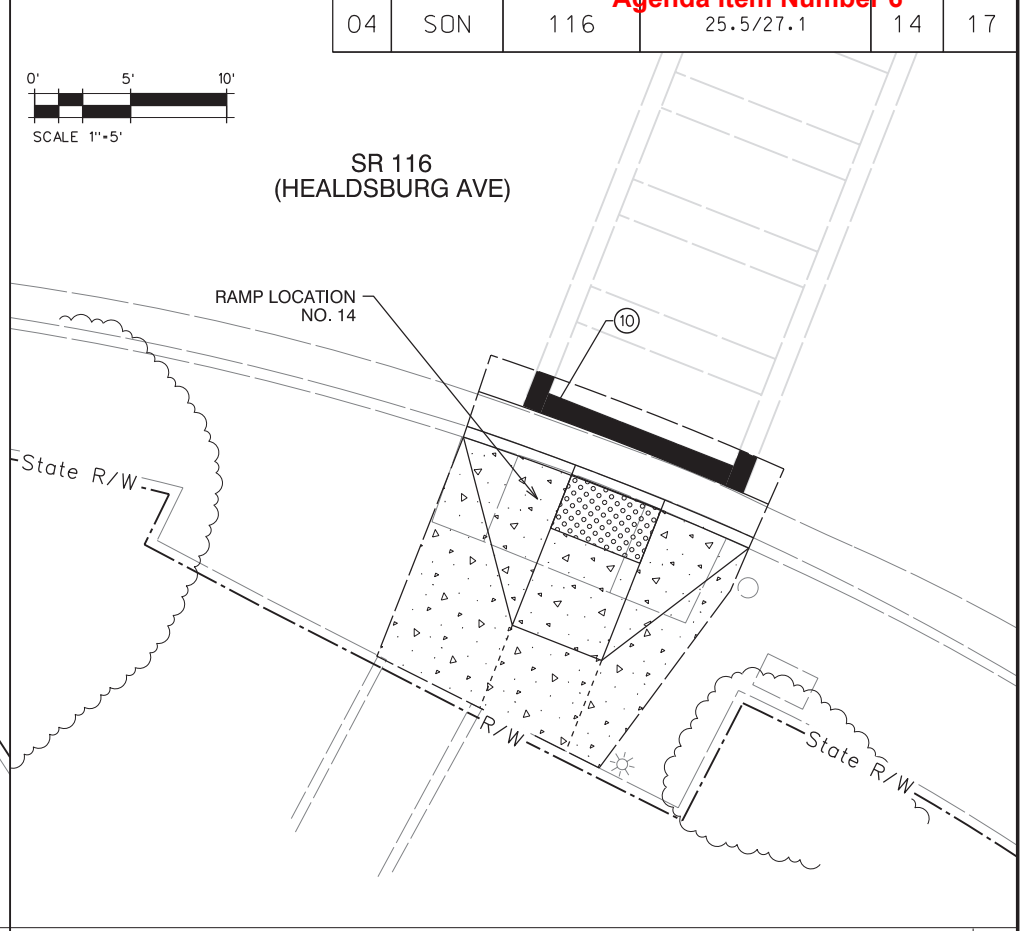 Agenda Item Number 6
04 SON 116 25.5/27.1 14 17
0' 5' 10'
SCALE 1"=5'
SR 116
(HEALDSBURG AVE)
RAMP LOCATION
NO. 14
10
State R/W
R/W
State R/W